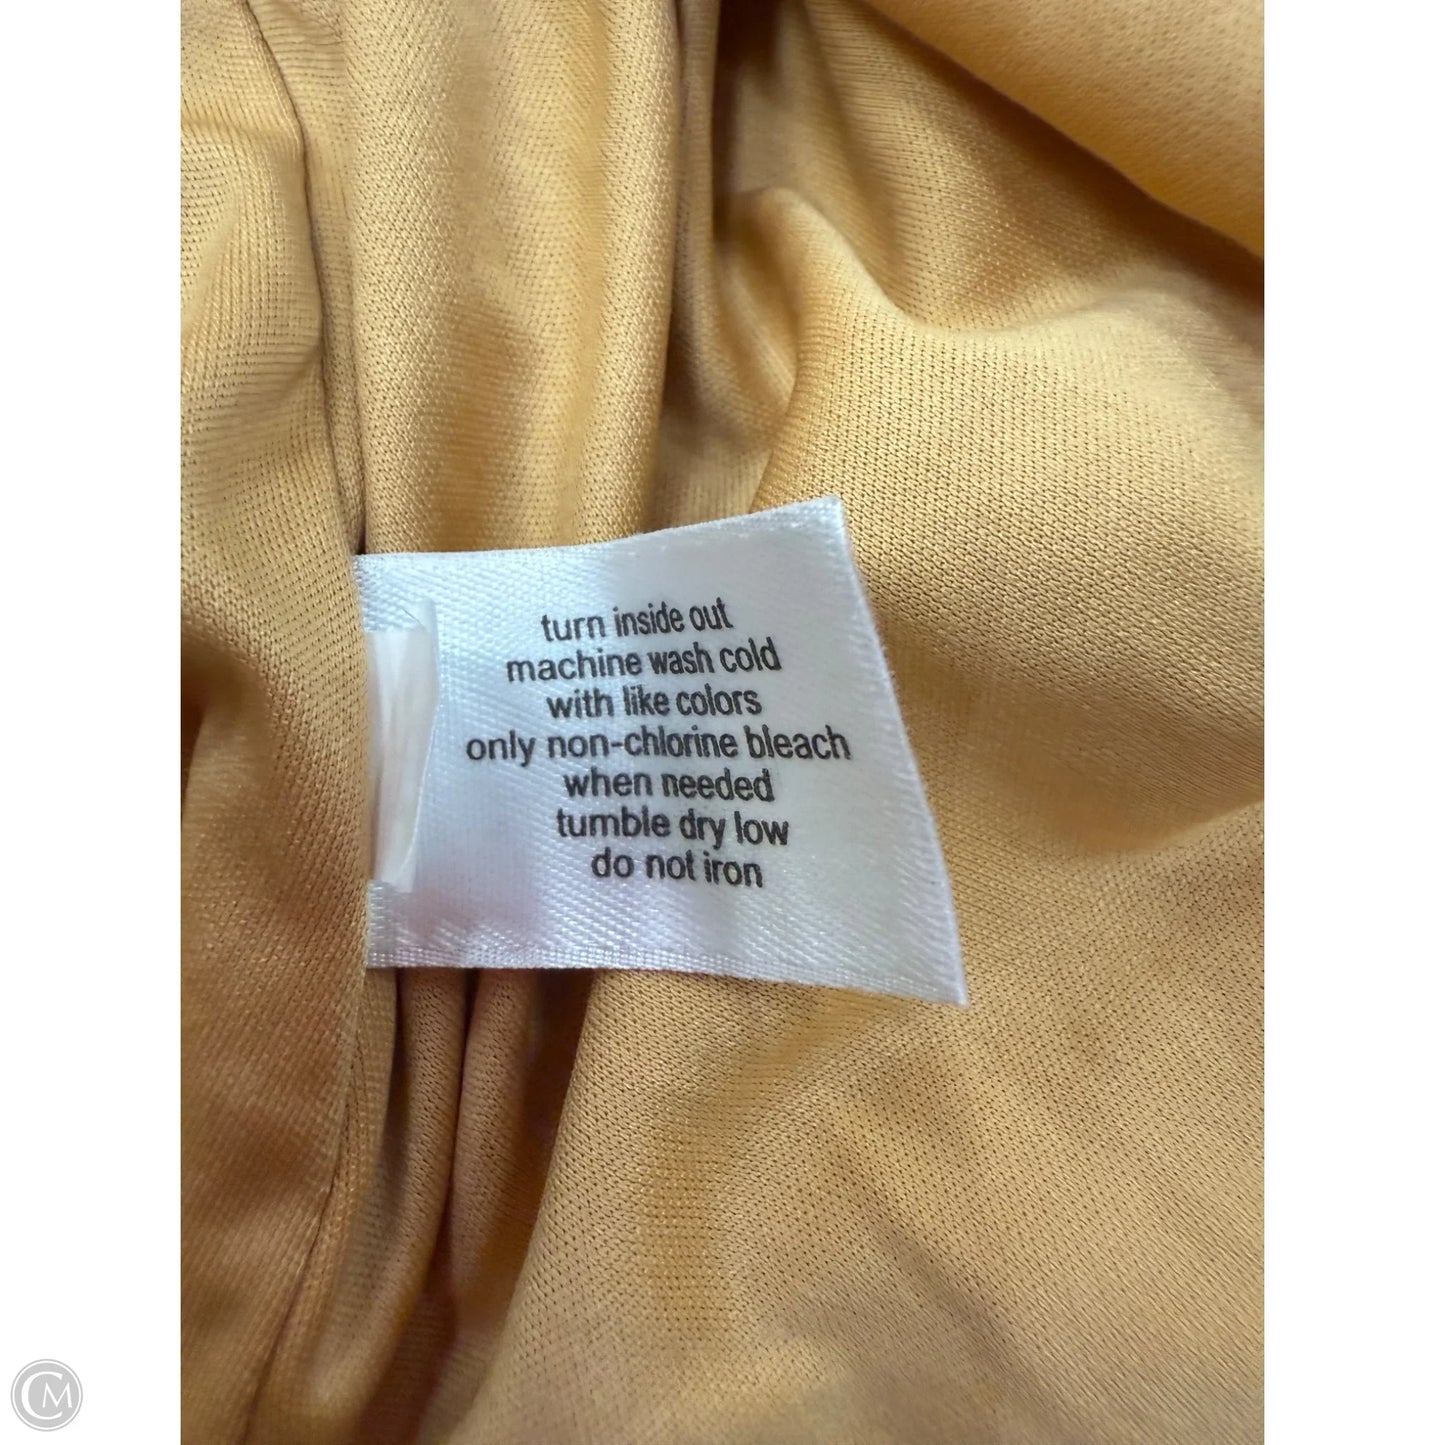 turn inside out
machine wash cold
with like colors
only non-chlorine bleach
when needed
tumble dry low
do not iron
CM